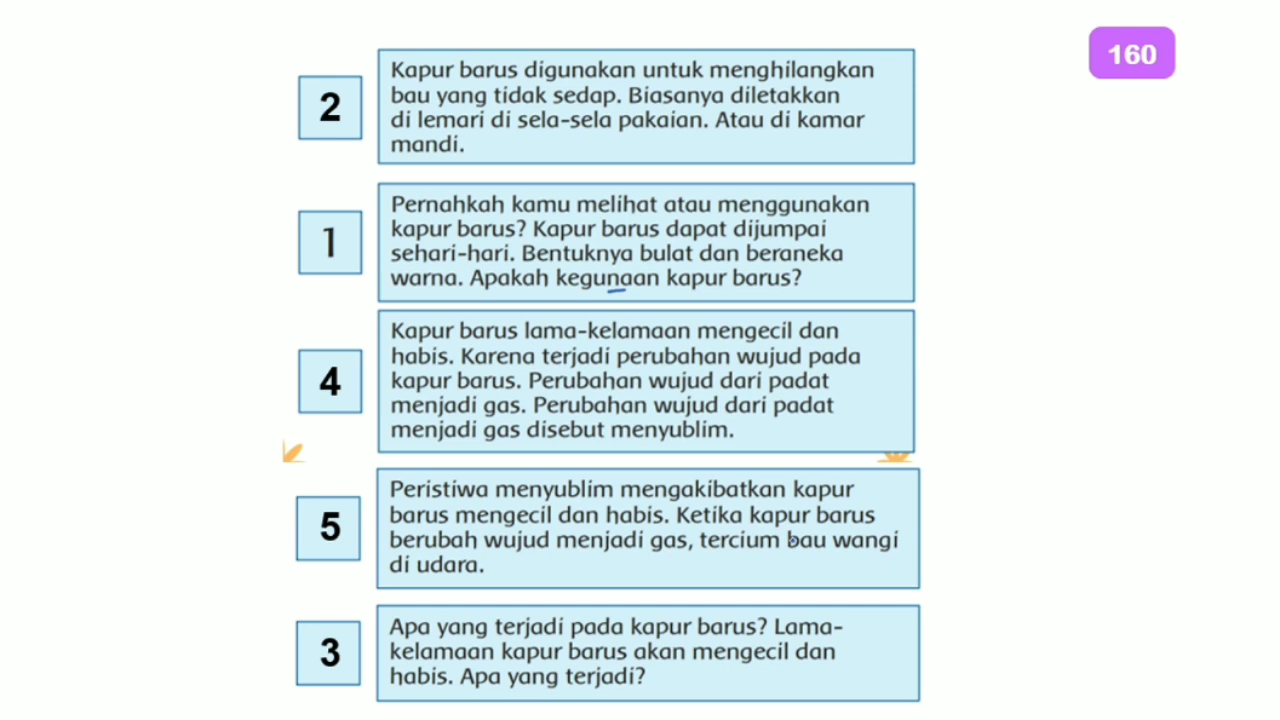 160
2
Kapur barus digunakan untuk menghilangkan
bau yang tidak sedap. Biasanya diletakkan
di lemari di sela-sela pakaian. Atau di kamar
mandi.
1
Pernahkah kamu melihat atau menggunakan
kapur barus? Kapur barus dapat dijumpai
sehari-hari. Bentuknya bulat dan beraneka
warna. Apakah kegunaan kapur barus?
4
Kapur barus lama-kelamaan mengecil dan
habis. Karena terjadi perubahan wujud pada
kapur barus. Perubahan wujud dari padat
menjadi gas. Perubahan wujud dari padat
menjadi gas disebut menyublim.
5
Peristiwa menyublim mengakibatkan kapur
barus mengecil dan habis. Ketika kapur barus
berubah wujud menjadi gas, tercium bau wangi
di udara.
3
Apa yang terjadi pada kapur barus? Lama-
kelamaan kapur barus akan mengecil dan
habis. Apa yang terjadi?